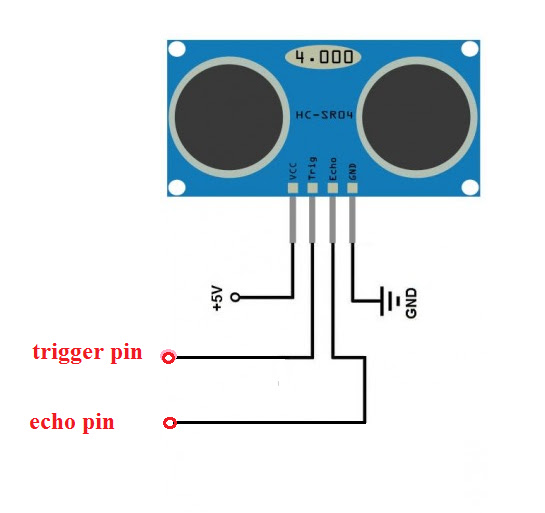 4.000
HC-SR04
VCC
Trig
Echo
GND
+5V
GND
trigger pin
echo pin